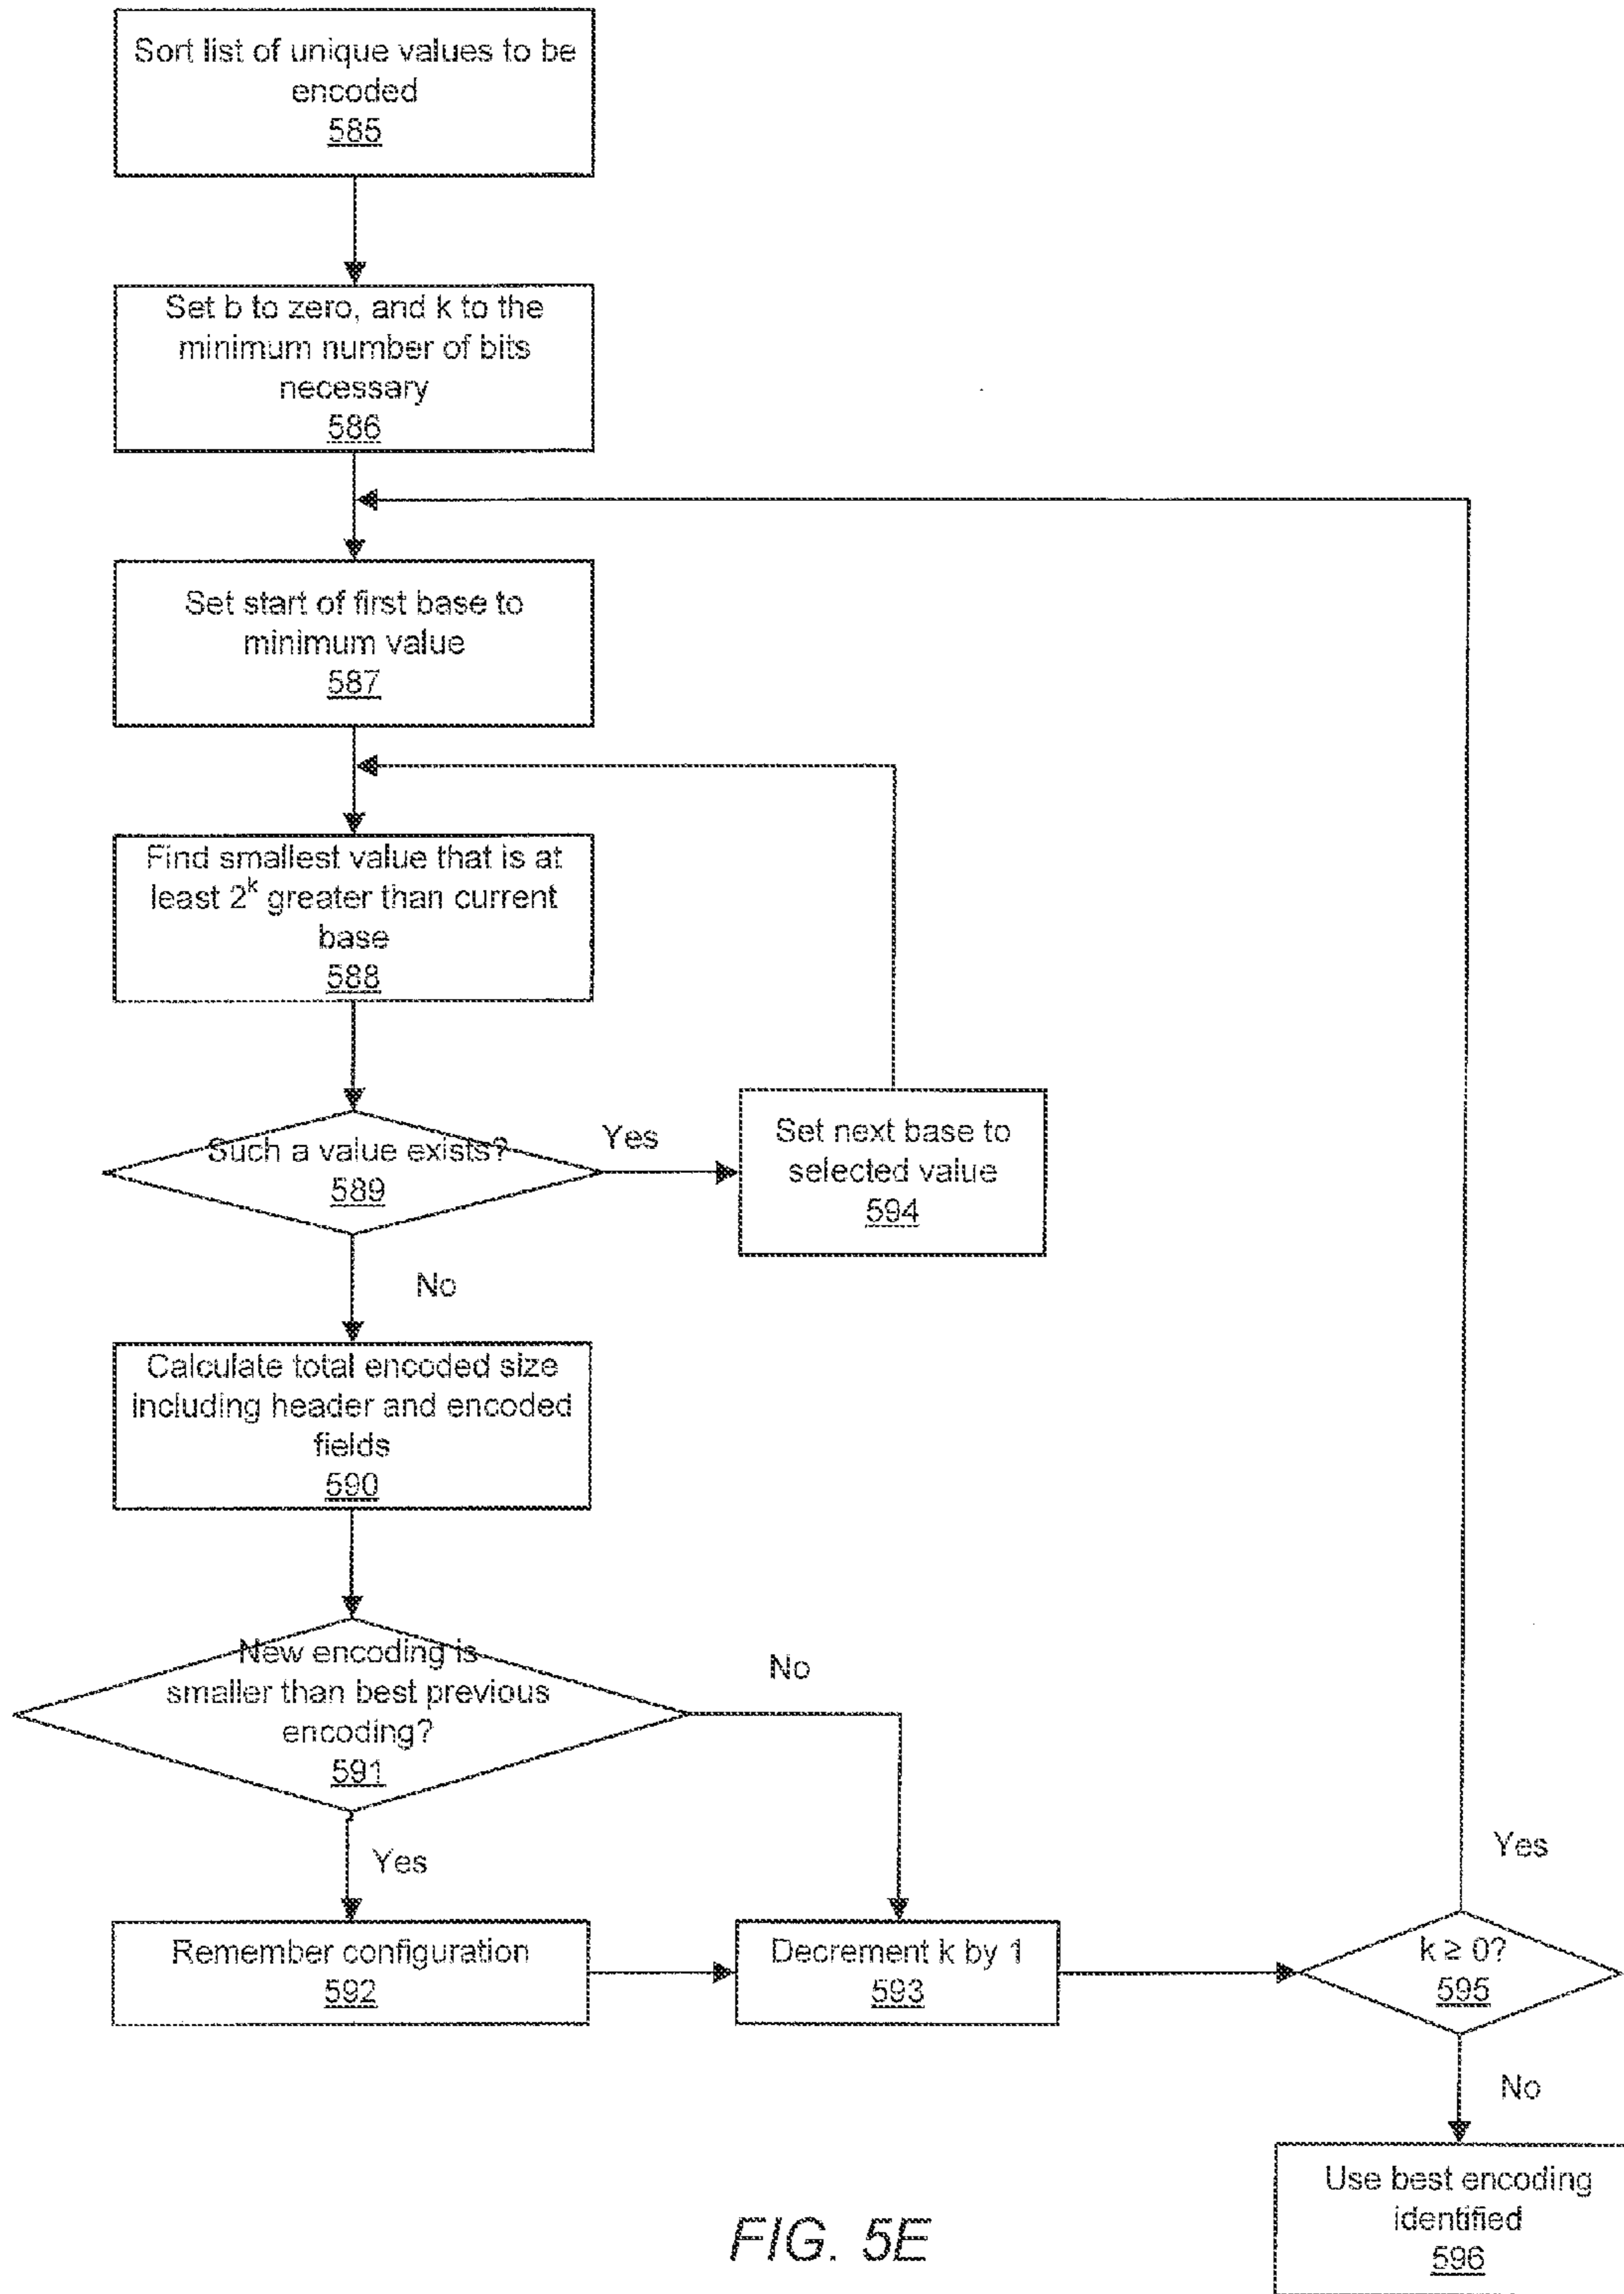 Sort list of unique values to be
encoded
585
Set b to zero, and k to the
minimum number of bits
necessary
586
Set start of first base to
minimum value
587
Find smallest value that is at
least 2^k greater than current
base
588
Such a value exists?
589
Yes
Set next base to
selected value
594
No
Calculate total encoded size
including header and encoded
fields
590
New encoding is
smaller than best previous
encoding?
591
No
Yes
Remember configuration
592
Decrement k by 1
593
k ≥ 0?
595
Yes
No
Use best encoding
identified
596
FIG. 5E